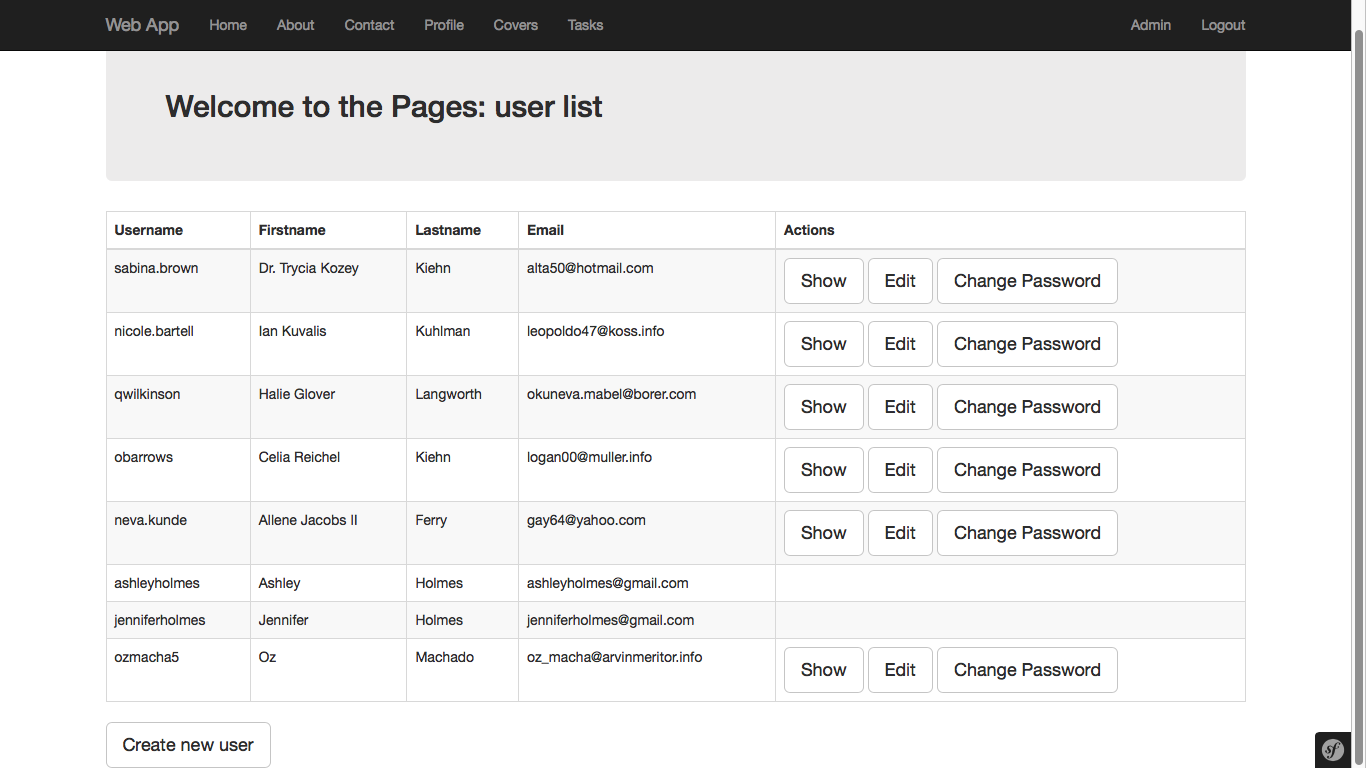 Web App Home About Contact Profile Covers Tasks Admin Logout
Welcome to the Pages: user list
Username Firstname Lastname Email Actions
sabina.brown Dr. Trycia Kozey Kiehn alta50@hotmail.com Show Edit Change Password
nicole.bartell Ian Kuvalis Kuhlman leopoldo47@koss.info Show Edit Change Password
qwilkinson Halie Glover Langworth okuneva.mabel@borer.com Show Edit Change Password
obarrows Celia Reichel Kiehn logan00@muller.info Show Edit Change Password
neva.kunde Allene Jacobs II Ferry gay64@yahoo.com Show Edit Change Password
ashleyholmes Ashley Holmes ashleyholmes@gmail.com
jenniferholmes Jennifer Holmes jenniferholmes@gmail.com
ozmacha5 Oz Machado oz_macha@arvinmeritor.info Show Edit Change Password
Create new user
sf